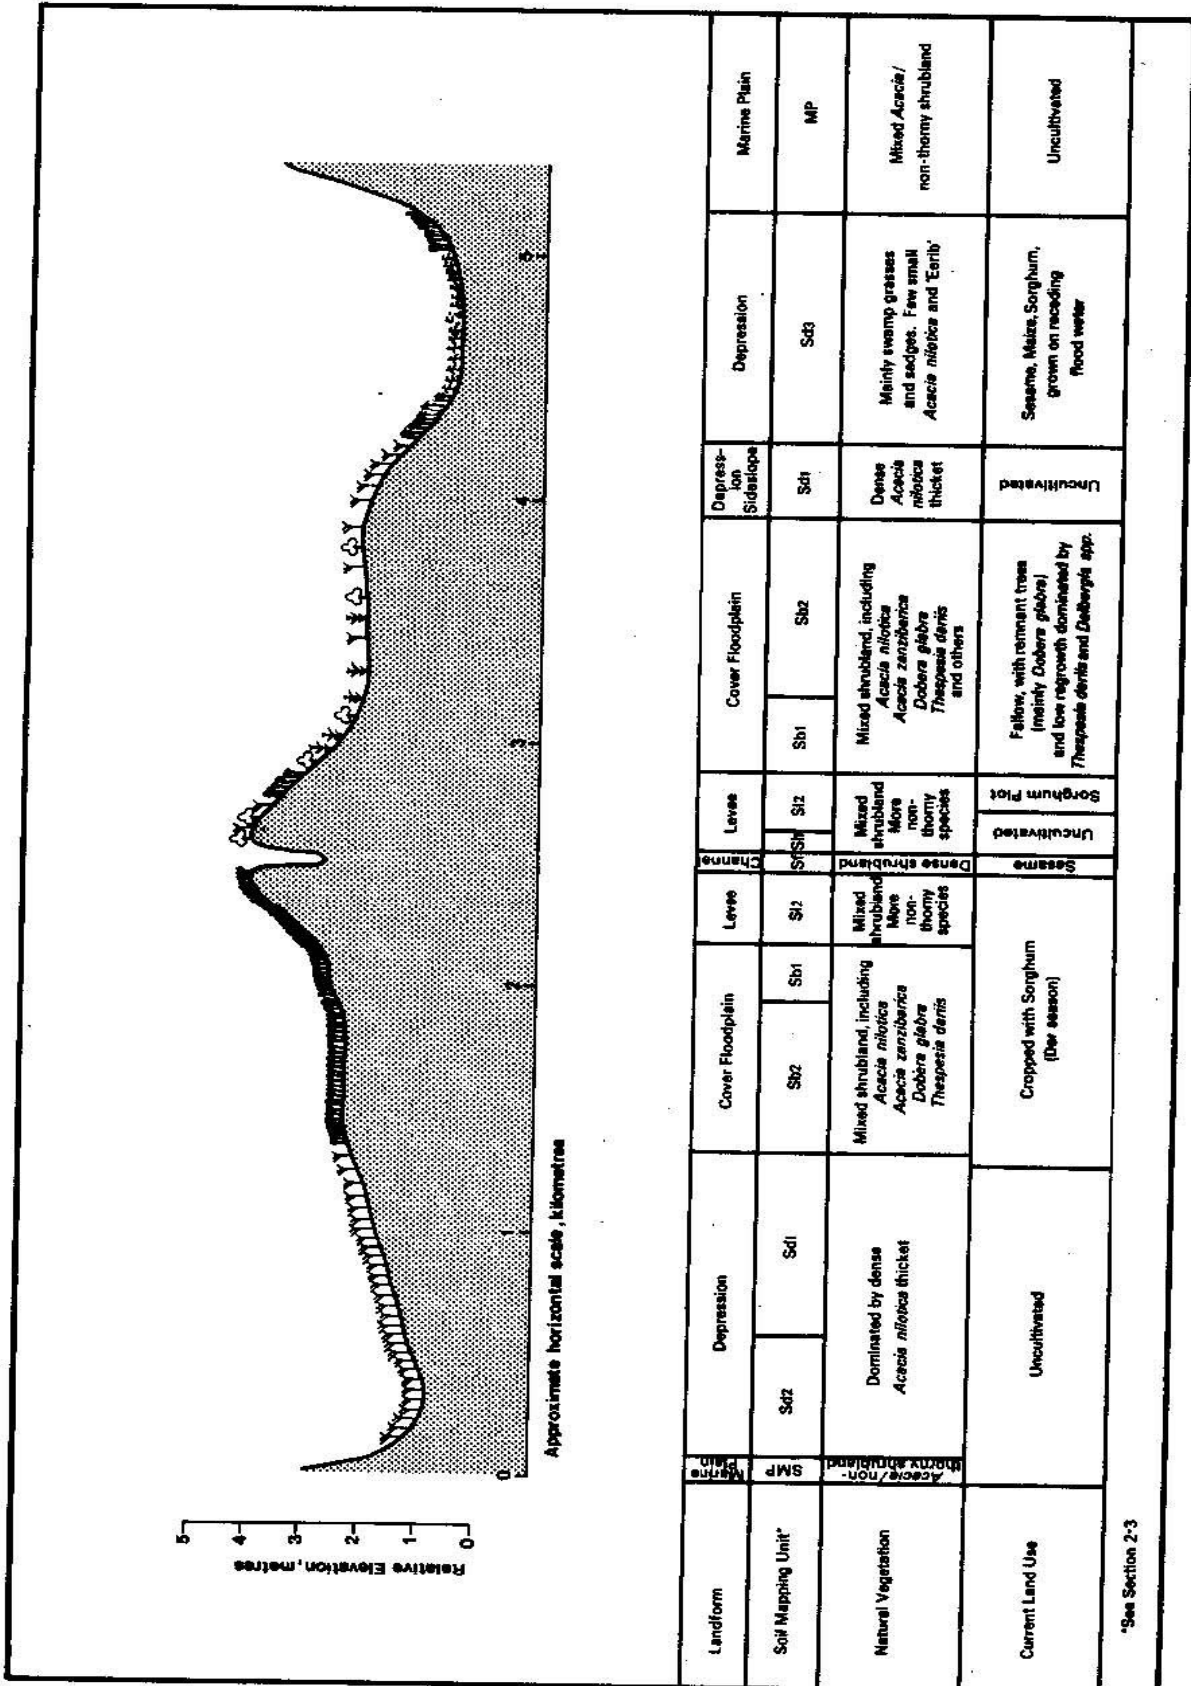 5
4
3
2
1
0
Relative Elevation, metres
0
1
2
3
4
5
Approximate horizontal scale, kilometres
Landform
Marine
Plain
Depression
Cover Floodplain
Levee
Channel
Levee
Cover Floodplain
Depress-
ion
Sideslope
Depression
Marine Plain
Soil Mapping Unit*
SMP
Sd2
Sd1
Sb2
Sb1
Sl2
Sl2
Sb1
Sb2
Sd1
Sd3
MP
Natural Vegetation
Acacia/non-
thorny shrubland
Dominated by dense
Acacia nilotica thicket
Mixed shrubland, including
Acacia nilotica
Acacia zanzibarica
Dobera glabra
Thespesia danis
Mixed
shrubland
More
non-
thorny
species
Dense shrubland
Mixed
shrubland
More
non-
thorny
species
Mixed shrubland, including
Acacia nilotica
Acacia zanzibarica
Dobera glabra
Thespesia danis
and others
Dense
Acacia
nilotica
thicket
Mainly swamp grasses
and sedges. Few small
Acacia nilotica and 'Eerib'
Mixed Acacia/
non-thorny shrubland
Current Land Use
Uncultivated
Cropped with Sorghum
(Der season)
Sesame
Uncultivated
Sorghum Plot
Fallow, with remnant trees
(mainly Dobera glabra)
and low regrowth dominated by
Thespesia danis and Dalbergia spp.
Uncultivated
Sesame, Maize, Sorghum,
grown on receding
flood water
Uncultivated
*See Section 2-3